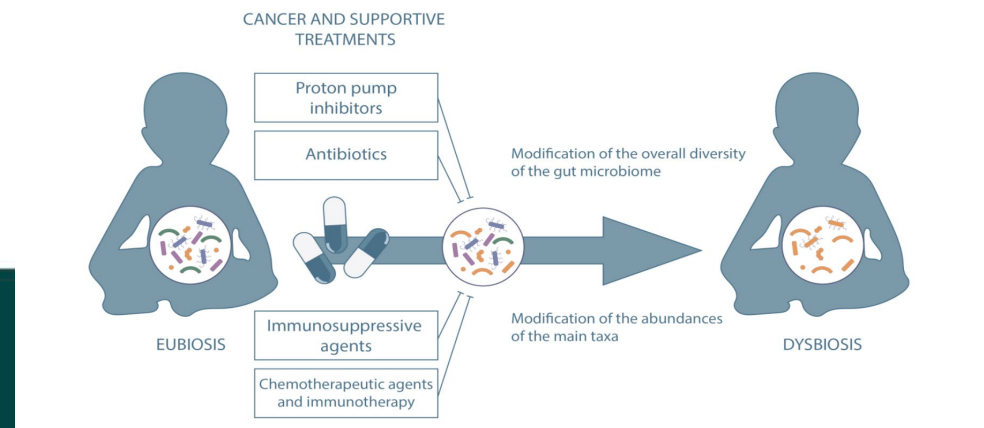 CANCER AND SUPPORTIVE
TREATMENTS
Proton pump
inhibitors
Antibiotics
Modification of the overall diversity
of the gut microbiome
EUBIOSIS
Immunosuppressive
agents
Chemotherapeutic agents
and immunotherapy
Modification of the abundances
of the main taxa
DYSBIOSIS